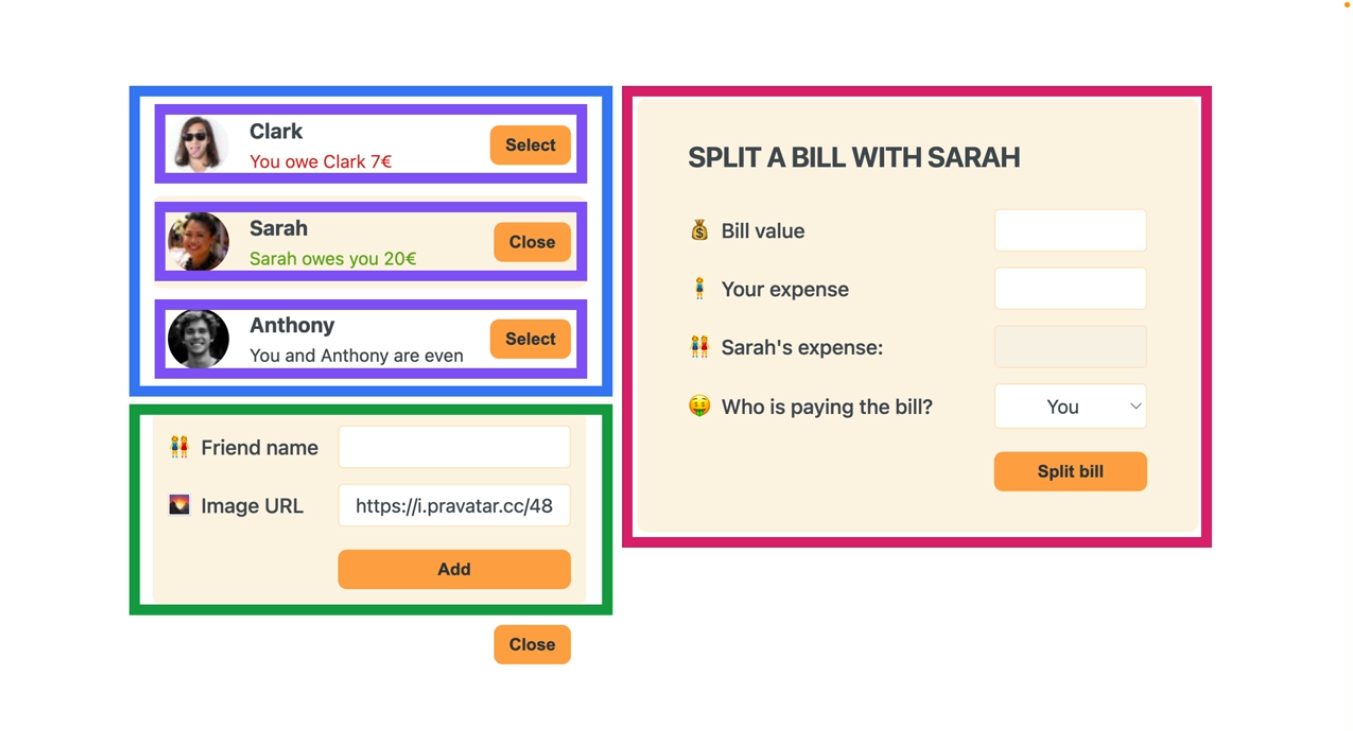 Clark
You owe Clark 7€
Select
Sarah
Sarah owes you 20€
Close
Anthony
You and Anthony are even
Select
Friend name
Image URL
https://i.pravatar.cc/48
Add
Close
SPLIT A BILL WITH SARAH
Bill value
Your expense
Sarah's expense:
Who is paying the bill?
You
Split bill